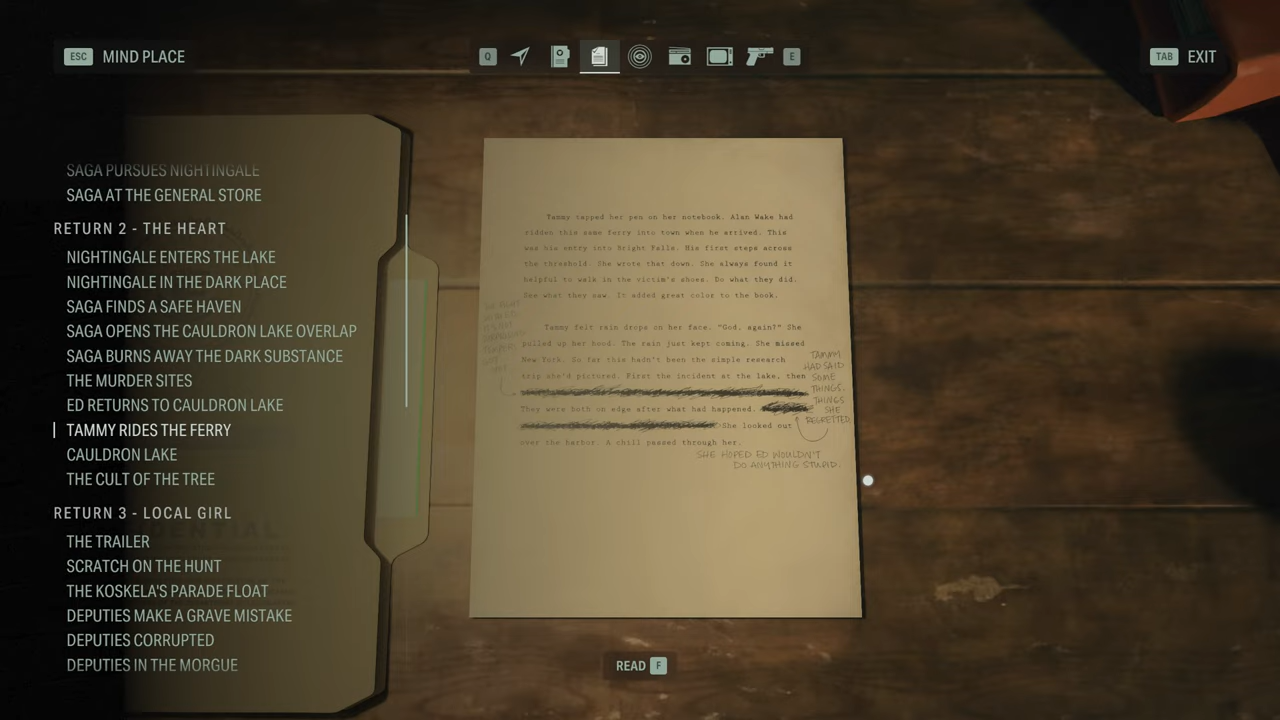 ESC MIND PLACE
Q
E
TAB EXIT
SAGA PURSUES NIGHTINGALE
SAGA AT THE GENERAL STORE
RETURN 2 - THE HEART
NIGHTINGALE ENTERS THE LAKE
NIGHTINGALE IN THE DARK PLACE
SAGA FINDS A SAFE HAVEN
SAGA OPENS THE CAULDRON LAKE OVERLAP
SAGA BURNS AWAY THE DARK SUBSTANCE
THE MURDER SITES
ED RETURNS TO CAULDRON LAKE
TAMMY RIDES THE FERRY
CAULDRON LAKE
THE CULT OF THE TREE
RETURN 3 - LOCAL GIRL
THE TRAILER
SCRATCH ON THE HUNT
THE KOSKELA'S PARADE FLOAT
DEPUTIES MAKE A GRAVE MISTAKE
DEPUTIES CORRUPTED
DEPUTIES IN THE MORGUE
Tammy tapped her pen on her notebook. Alan Wake had
ridden this same ferry into town when he arrived. This
was his entry into Bright Falls. His first steps across
the threshold. She wrote that down. She always found it
helpful to walk in the victim's shoes. Do what they did.
See what they saw. It added great color to the book.
Tammy felt rain drops on her face. "God, again?" She
pulled up her hood. The rain just kept coming. She missed
New York. So far this hadn't been the simple research
trip she'd pictured. First the incident at the lake, then
They were both on edge after what had happened.
She looked out
over the harbor. A chill passed through her.
TAMMY
HAD SAID
SOME
THINGS.
THINGS
SHE
REGRETTED.
SHE HOPED ED WOULDN'T
DO ANYTHING STUPID.
READ F